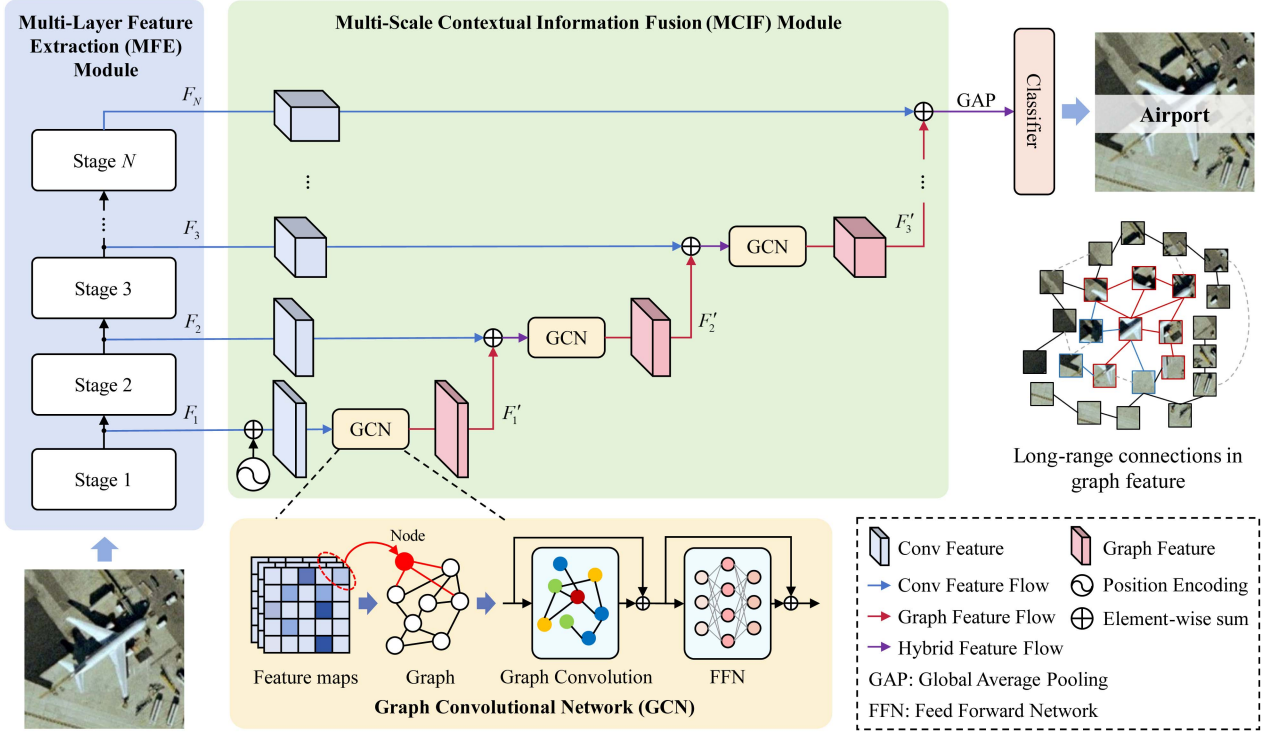 Multi-Layer Feature
Extraction (MFE)
Module
Multi-Scale Contextual Information Fusion (MCIF) Module
F_N
Stage N
⋮
F_3
Stage 3
F_2
Stage 2
F_1
Stage 1
⋮
⋮
GCN
F′_3
GCN
F′_2
GCN
F′_1
GAP
Classifier
Airport
Long-range connections in
graph feature
Node
Feature maps
Graph
Graph Convolution
FFN
Graph Convolutional Network (GCN)
Conv Feature
Graph Feature
Conv Feature Flow
Position Encoding
Graph Feature Flow
Element-wise sum
Hybrid Feature Flow
GAP: Global Average Pooling
FFN: Feed Forward Network